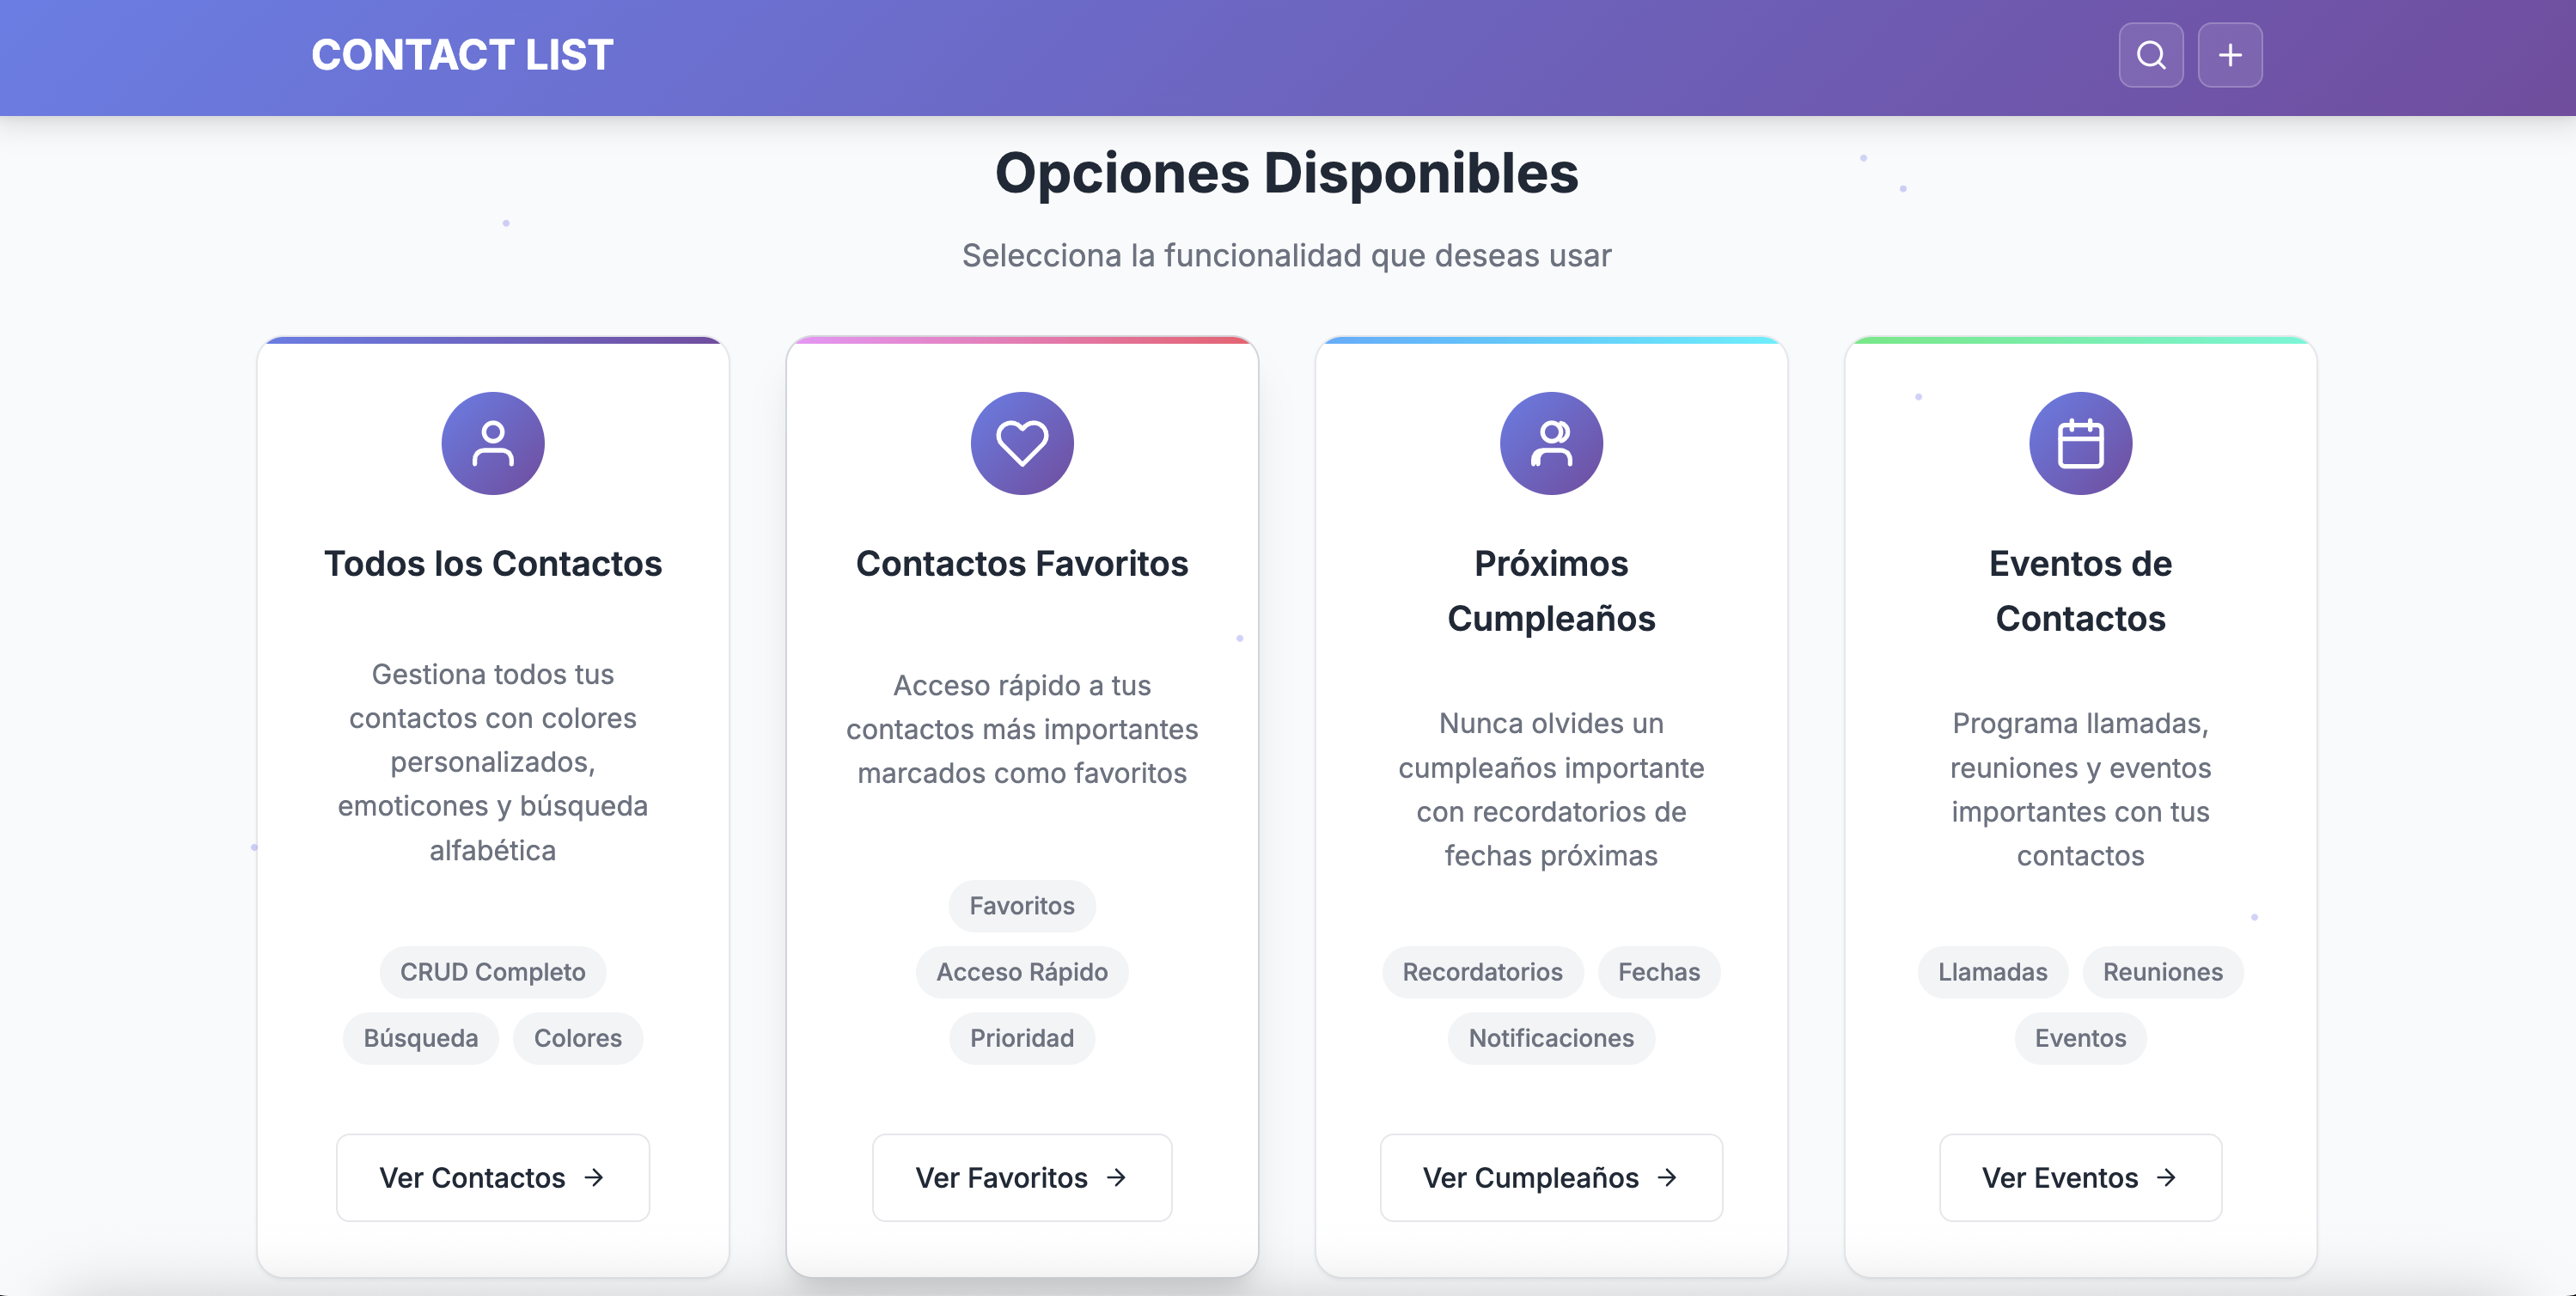 CONTACT LIST
Opciones Disponibles
Selecciona la funcionalidad que deseas usar
Todos los Contactos
Gestiona todos tus
contactos con colores
personalizados,
emoticones y búsqueda
alfabética
CRUD Completo
Búsqueda Colores
Ver Contactos →
Contactos Favoritos
Acceso rápido a tus
contactos más importantes
marcados como favoritos
Favoritos
Acceso Rápido
Prioridad
Ver Favoritos →
Próximos
Cumpleaños
Nunca olvides un
cumpleaños importante
con recordatorios de
fechas próximas
Recordatorios Fechas
Notificaciones
Ver Cumpleaños →
Eventos de
Contactos
Programa llamadas,
reuniones y eventos
importantes con tus
contactos
Llamadas Reuniones
Eventos
Ver Eventos →